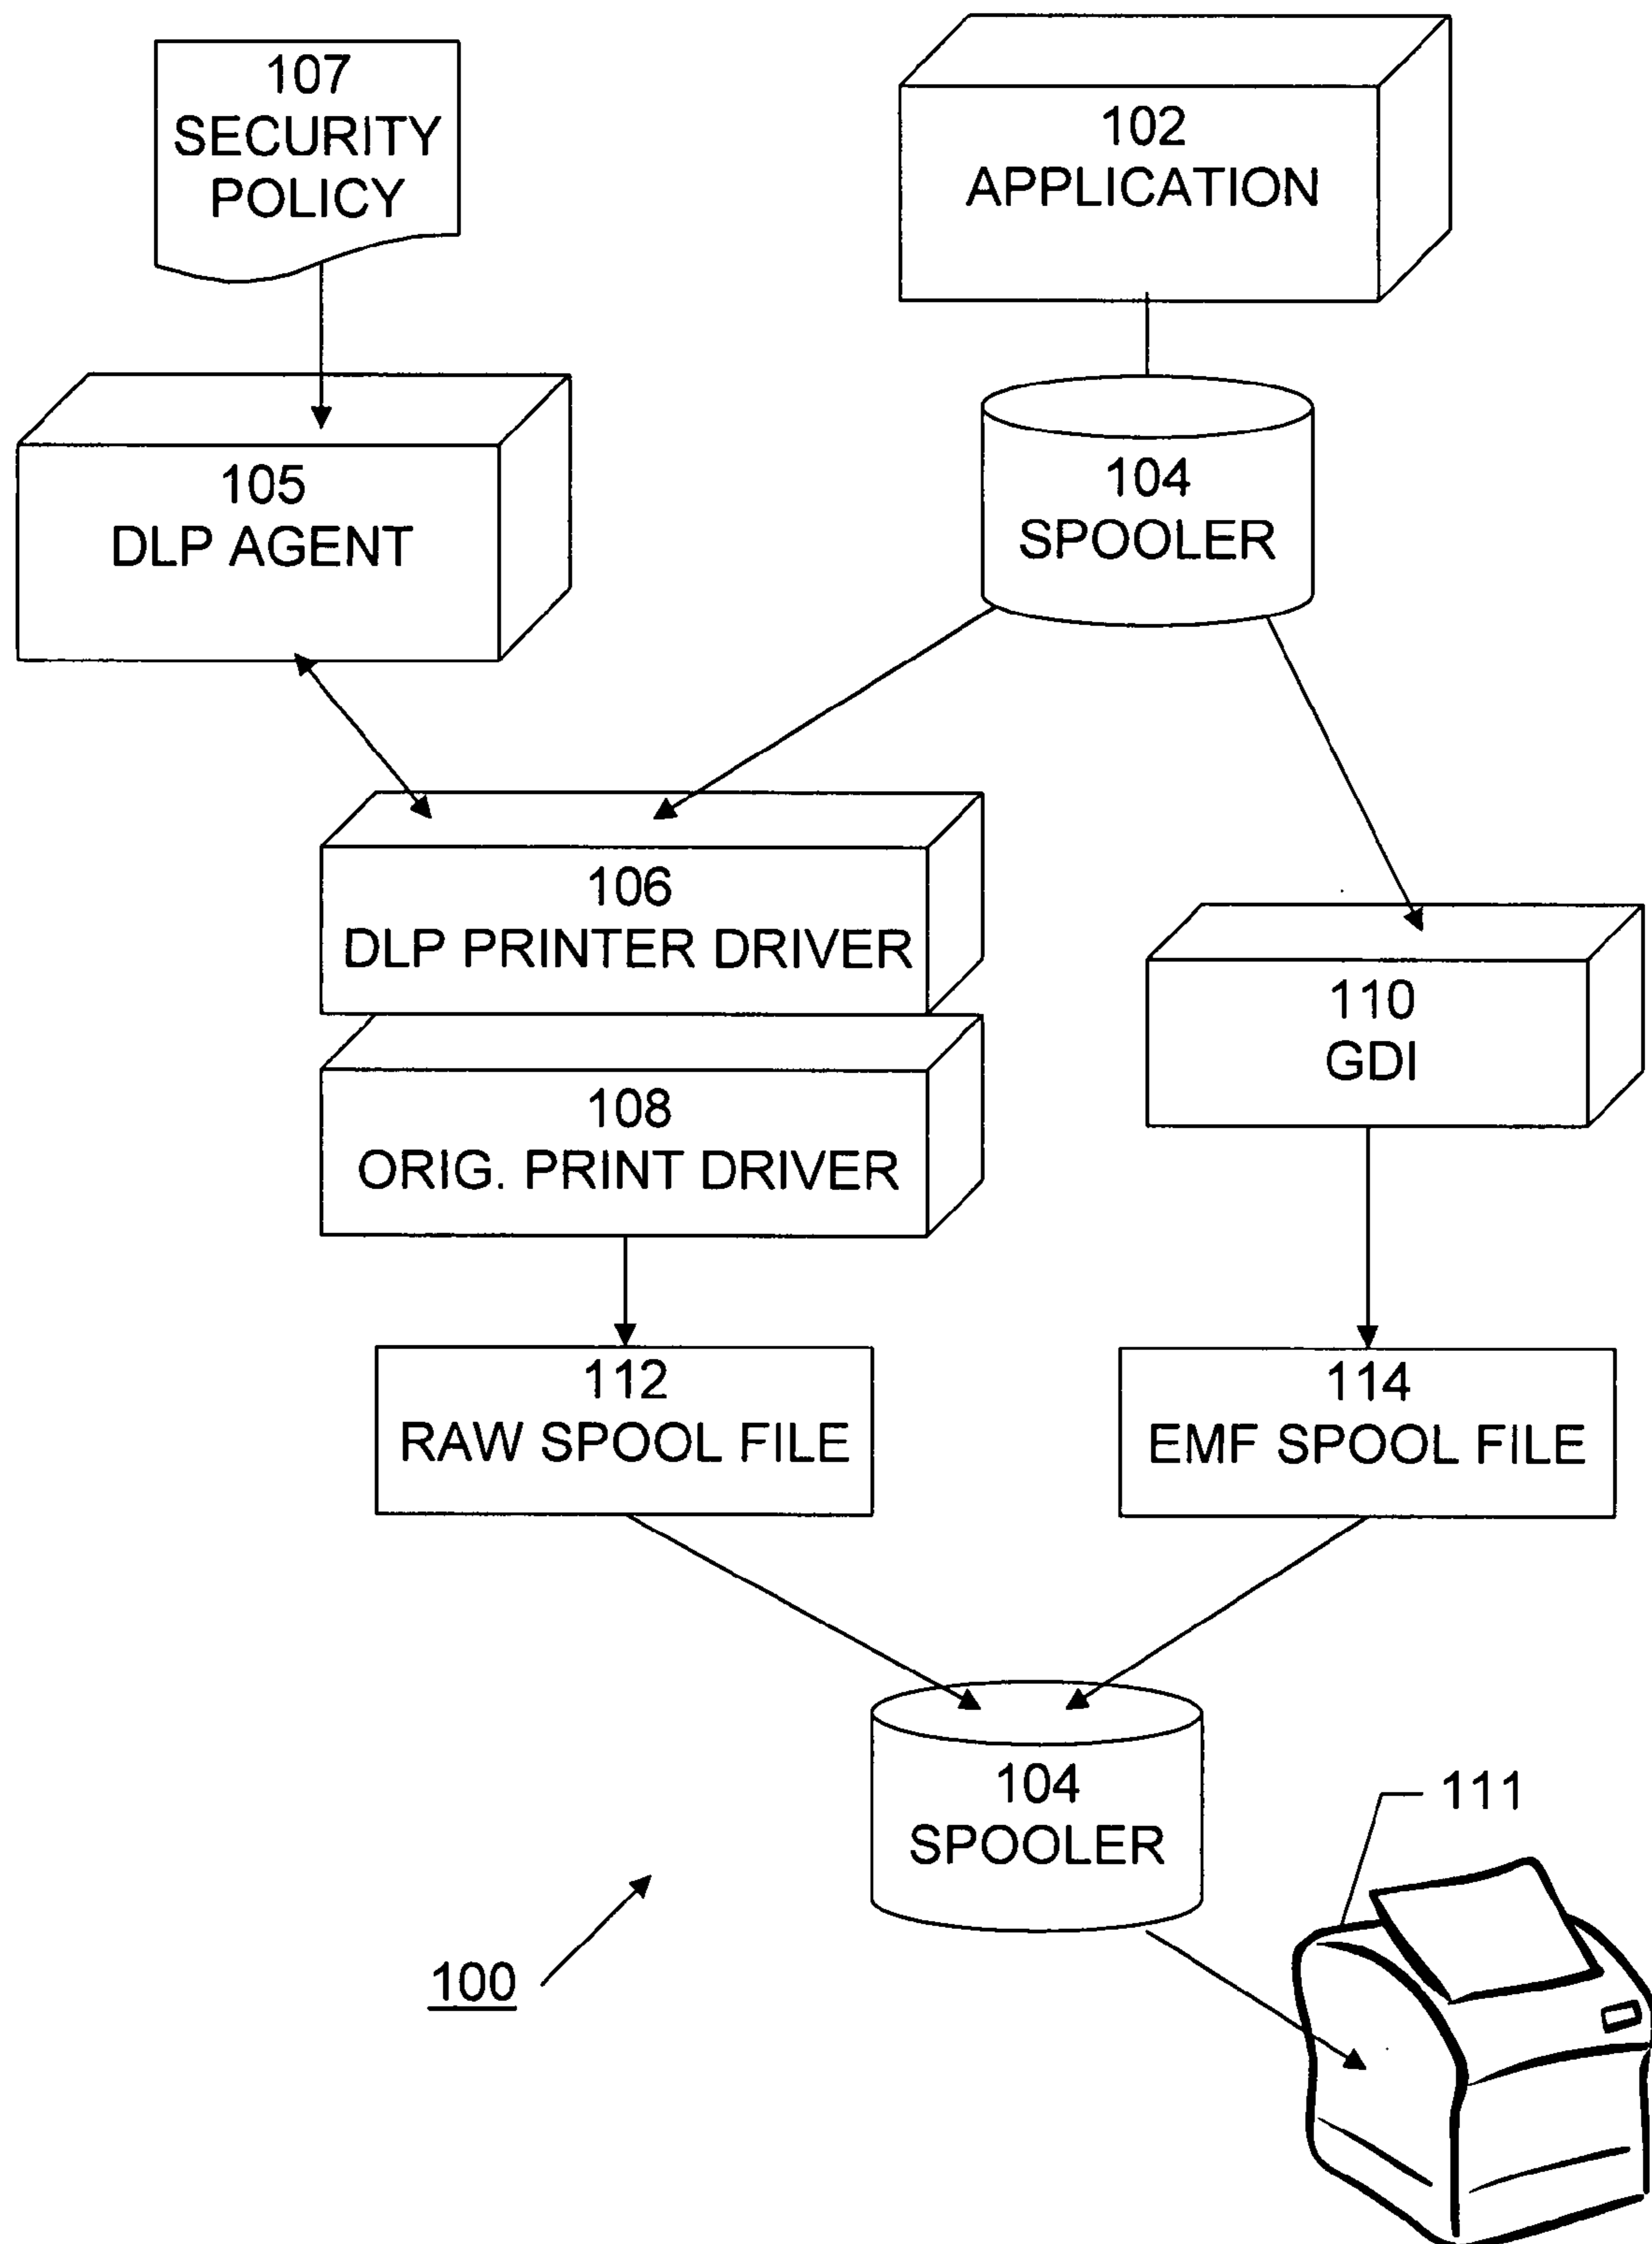 107
SECURITY
POLICY
102
APPLICATION
105
DLP AGENT
104
SPOOLER
106
DLP PRINTER DRIVER
110
GDI
108
ORIG. PRINT DRIVER
112
RAW SPOOL FILE
114
EMF SPOOL FILE
104
SPOOLER
111
100